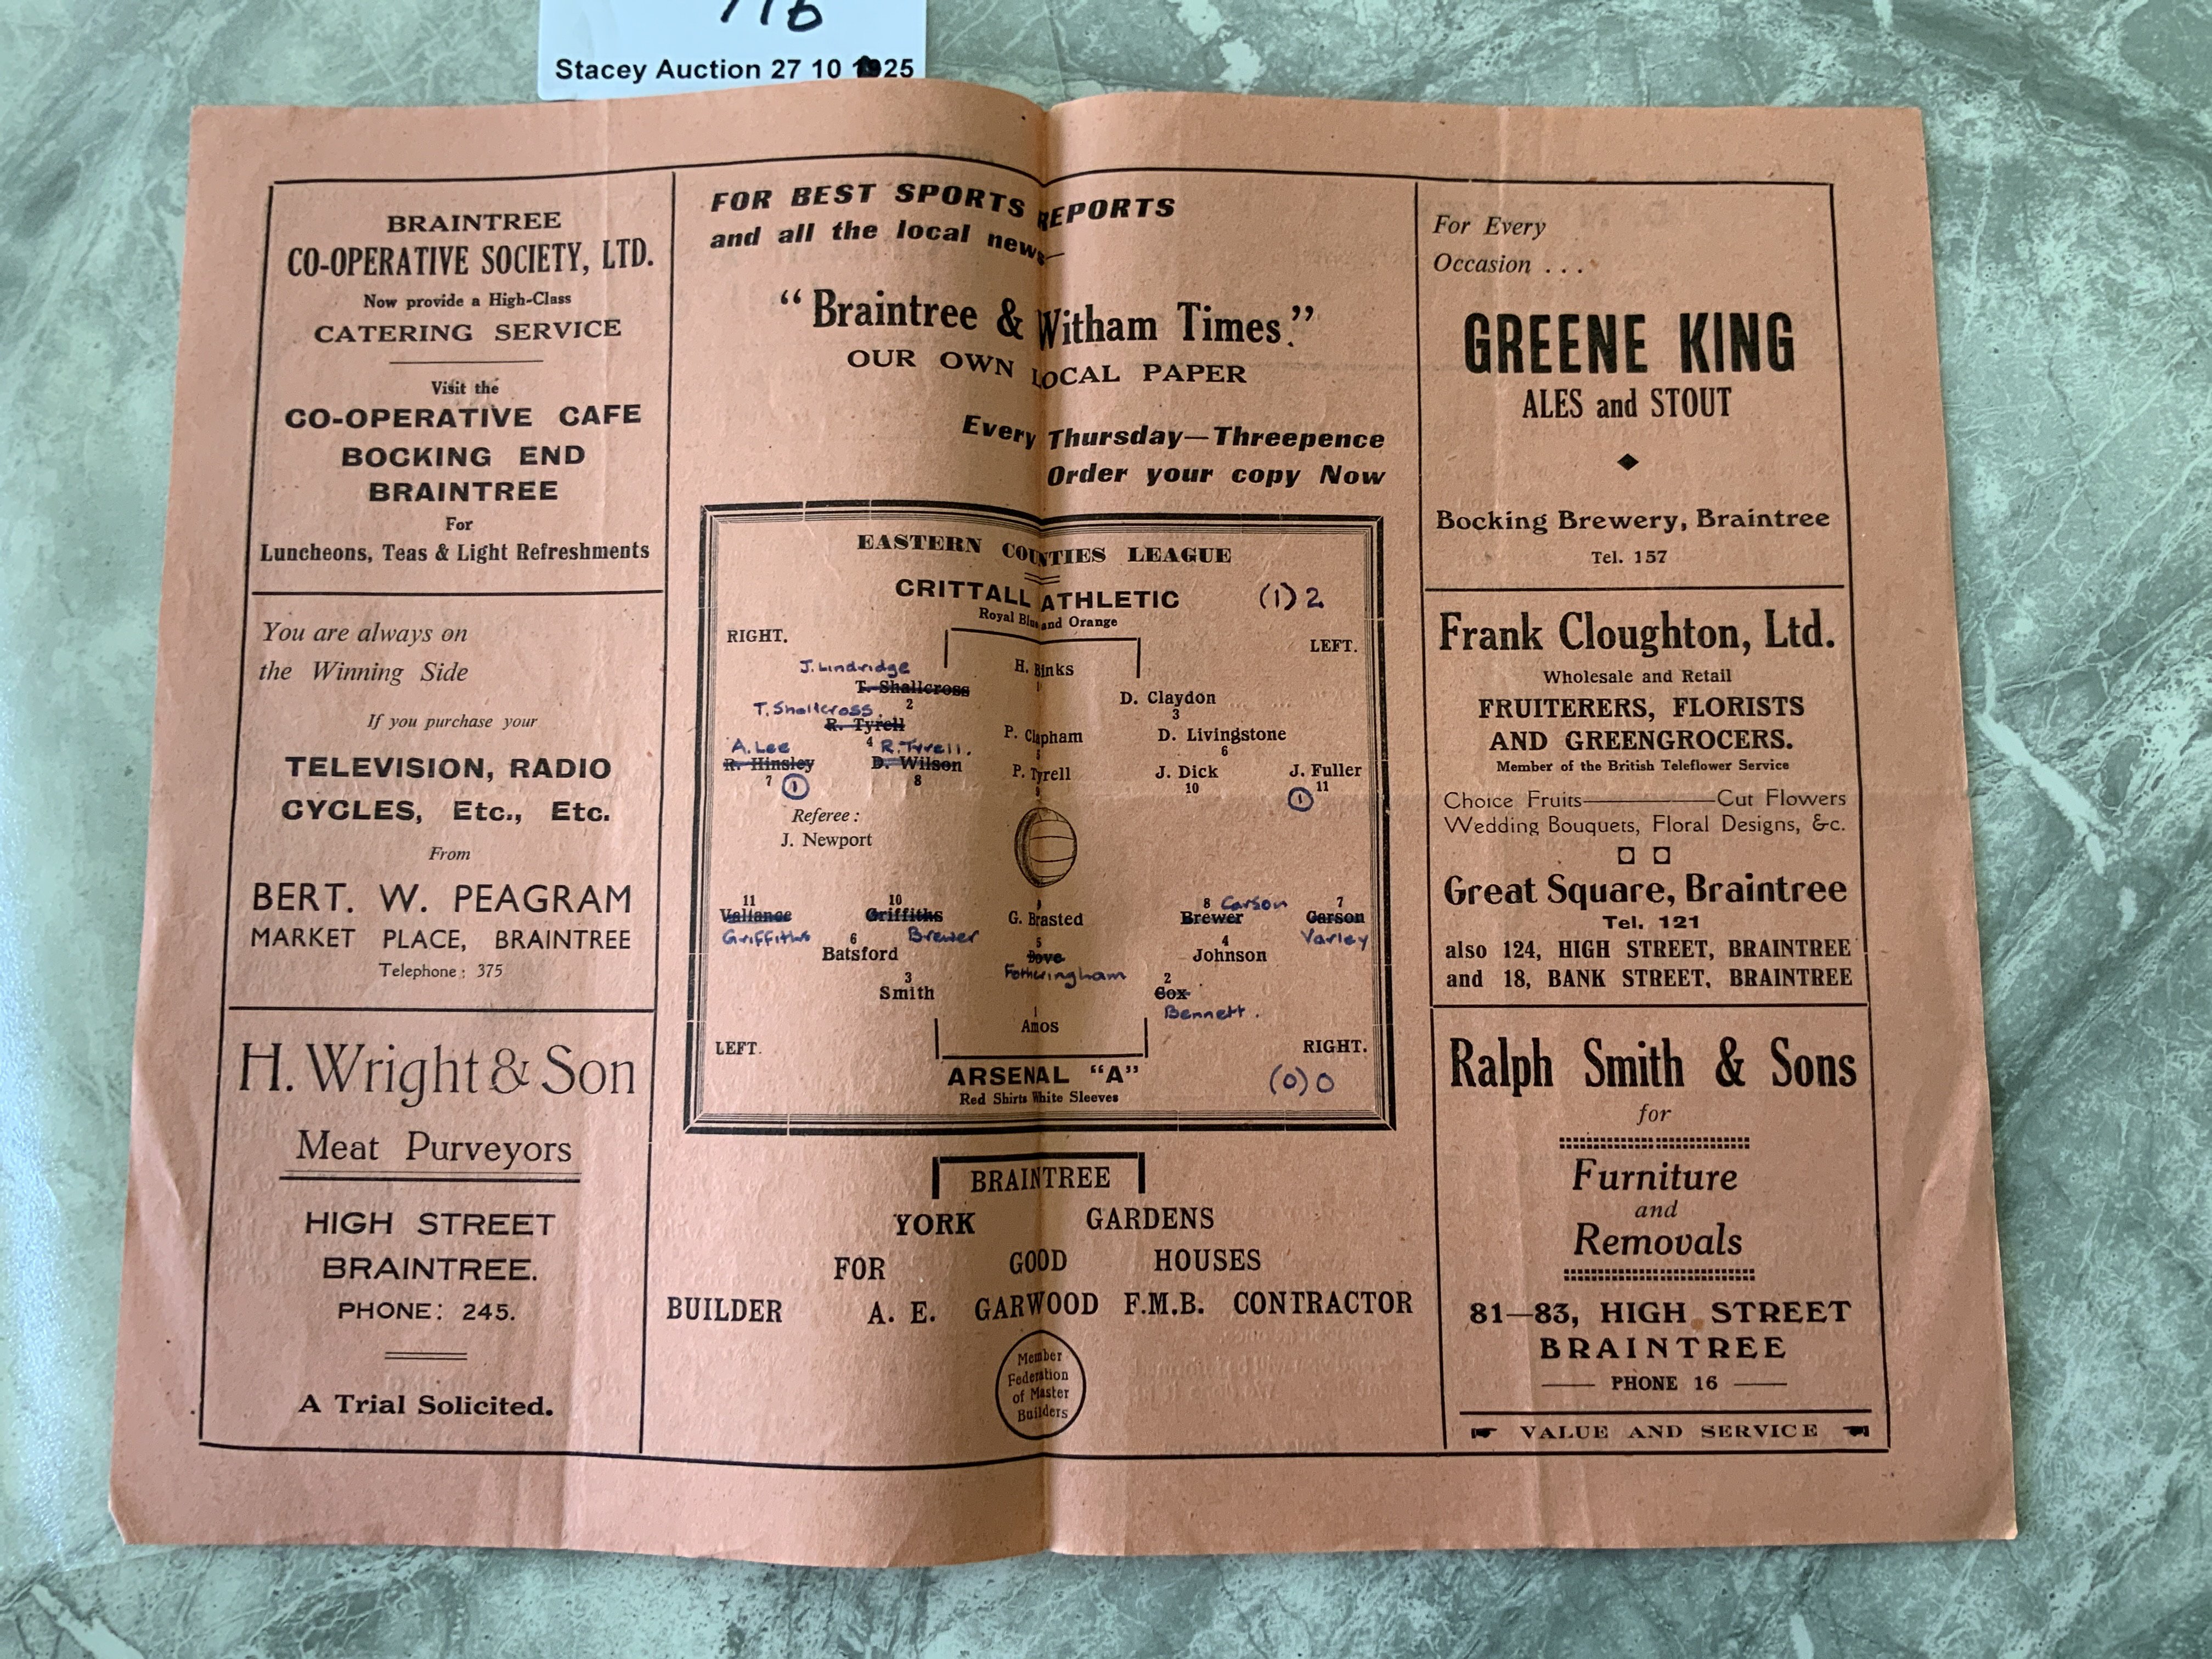 Stacey Auction 27 10 1925
BRAINTREE
CO-OPERATIVE SOCIETY, LTD.
Now provide a High-Class
CATERING SERVICE
Visit the
CO-OPERATIVE CAFE
BOCKING END
BRAINTREE
For
Luncheons, Teas & Light Refreshments
You are always on
the Winning Side
If you purchase your
TELEVISION, RADIO
CYCLES, Etc., Etc.
From
BERT. W. PEAGRAM
MARKET PLACE, BRAINTREE
Telephone: 375
H. Wright & Son
Meat Purveyors
HIGH STREET
BRAINTREE.
PHONE: 245.
A Trial Solicited.
FOR BEST SPORTS REPORTS
and all the local news—
"Braintree & Witham Times."
OUR OWN LOCAL PAPER
Every Thursday—Threepence
Order your copy Now
EASTERN COUNTIES LEAGUE
CRITTALL ATHLETIC (1) 2
Royal Blue and Orange
RIGHT. LEFT.
J. Lindridge H. Binks
T. Shallcross 1
2 D. Claydon
3
T. Shallcross
R. Tyrell P. Clapham D. Livingstone
4 5 6
A. Lee R. Tyrell.
R. Hinsley D. Wilson P. Tyrell J. Dick J. Fuller
7 8 9 10 11
1 1
Referee:
J. Newport
11 10 9 8 Carson 7
Valiance Griffiths G. Brasted Brewer Carson
Griffiths Brewer Varley
6 5 4
Batsford Dove Johnson
Fotheringham
3 2
Smith Cox
Bennett.
1
Amos
LEFT. RIGHT.
ARSENAL "A" (0) 0
Red Shirts White Sleeves
BRAINTREE
YORK GARDENS
FOR GOOD HOUSES
BUILDER A. E. GARWOOD F.M.B. CONTRACTOR
Member
Federation
of Master
Builders
For Every
Occasion . . .
GREENE KING
ALES and STOUT
Bocking Brewery, Braintree
Tel. 157
Frank Cloughton, Ltd.
Wholesale and Retail
FRUITERERS, FLORISTS
AND GREENGROCERS.
Member of the British Teleflower Service
Choice Fruits———Cut Flowers
Wedding Bouquets, Floral Designs, &c.
Great Square, Braintree
Tel. 121
also 124, HIGH STREET, BRAINTREE
and 18, BANK STREET, BRAINTREE
Ralph Smith & Sons
for
Furniture
and
Removals
81—83, HIGH STREET
BRAINTREE
PHONE 16
VALUE AND SERVICE